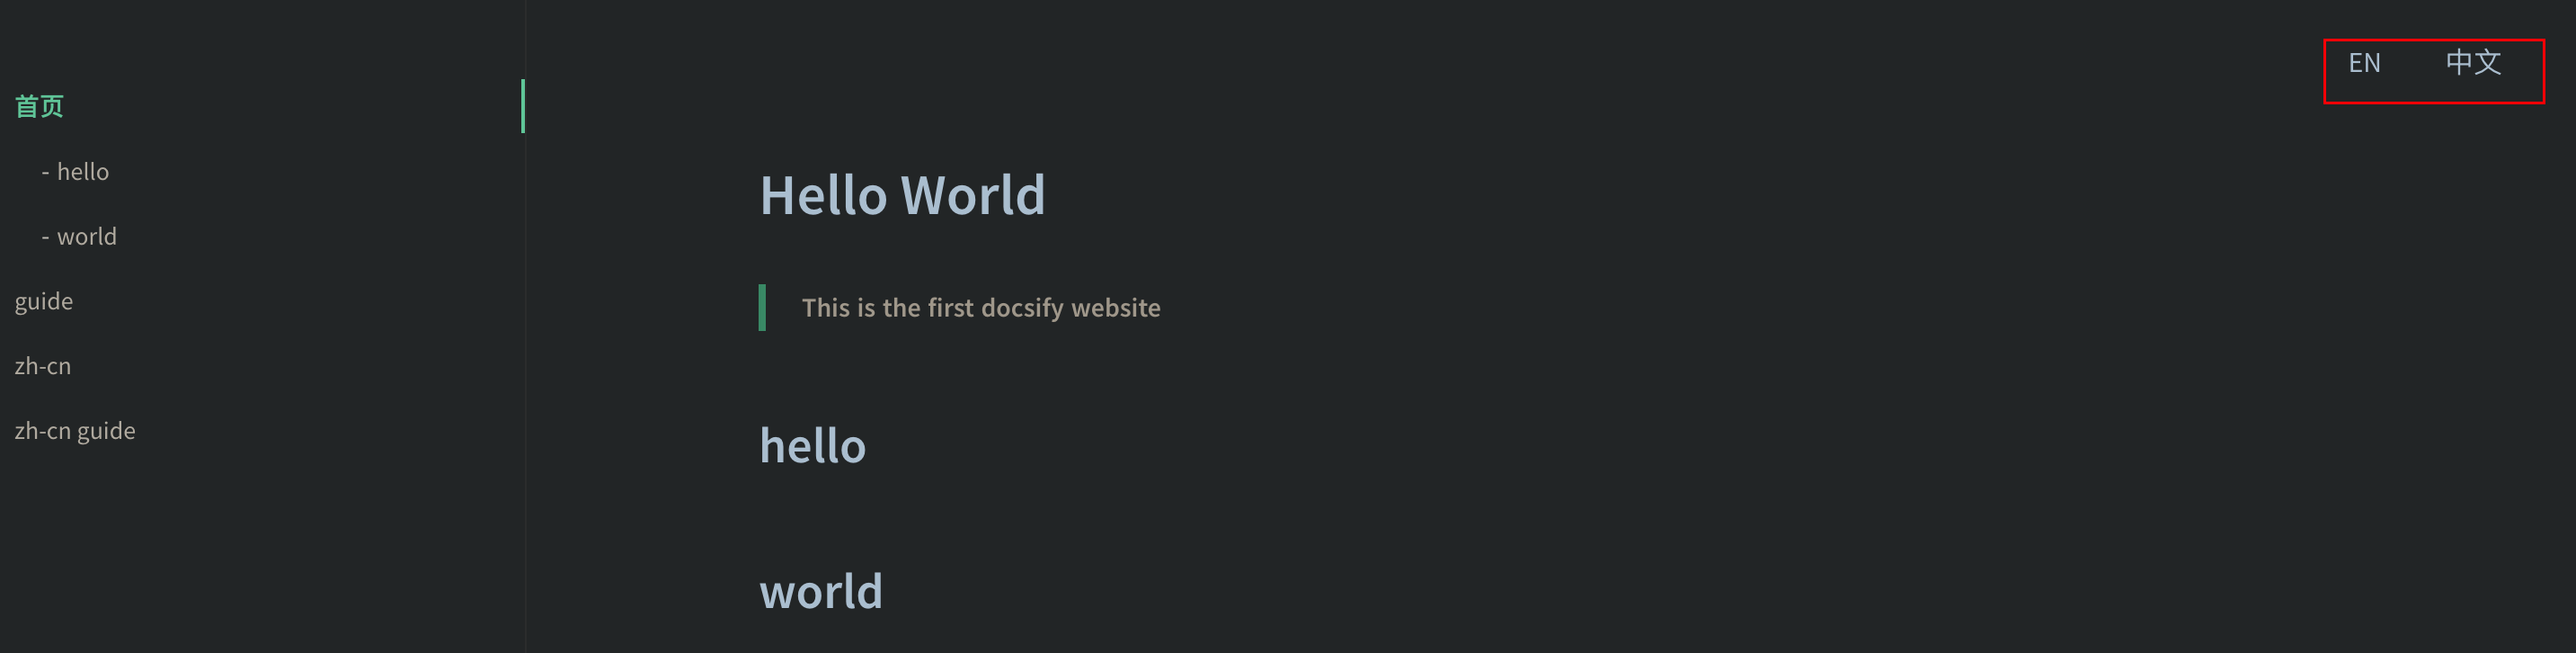 EN 中文
首页
- hello
- world
guide
zh-cn
zh-cn guide
Hello World
This is the first docsify website
hello
world